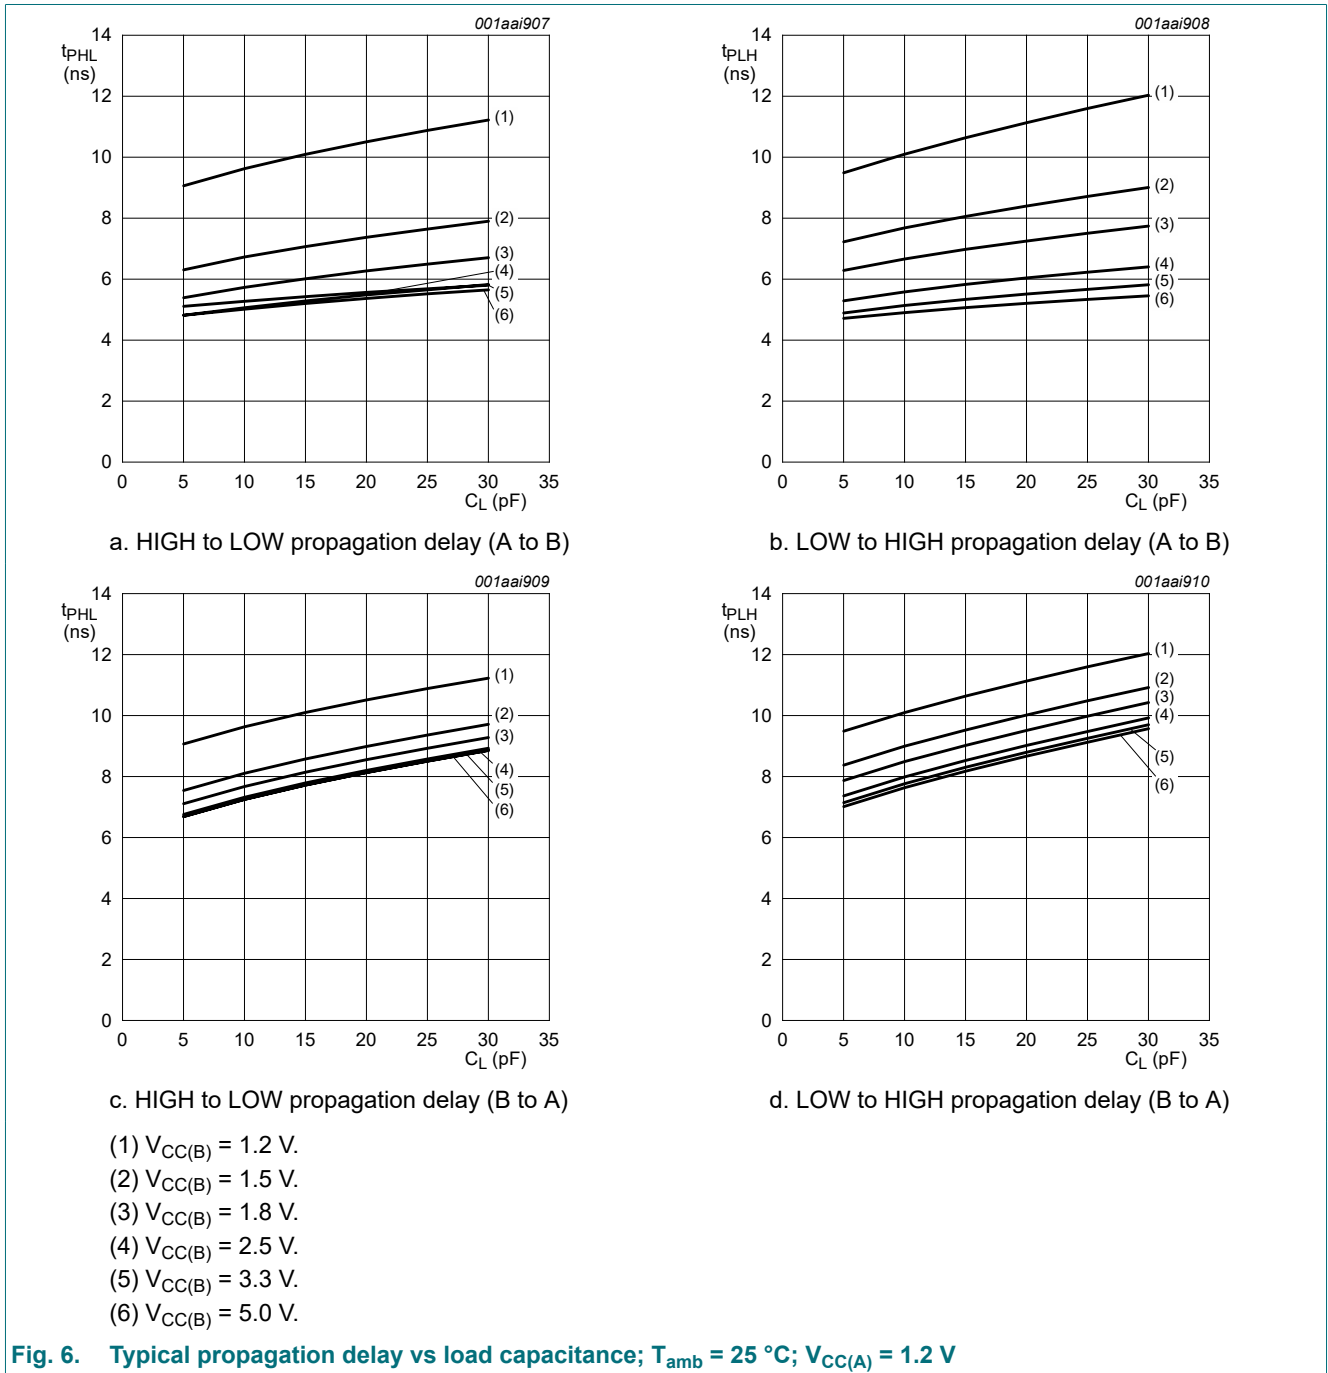 001aai907
14
tPHL
(ns)
12
10
8
6
4
2
0
(1)
(2)
(3)
(4)
(5)
(6)
0 5 10 15 20 25 30 35
CL (pF)
a. HIGH to LOW propagation delay (A to B)
001aai908
14
tPLH
(ns)
12
10
8
6
4
2
0
(1)
(2)
(3)
(4)
(5)
(6)
0 5 10 15 20 25 30 35
CL (pF)
b. LOW to HIGH propagation delay (A to B)
001aai909
14
tPHL
(ns)
12
10
8
6
4
2
0
(1)
(2)
(3)
(4)
(5)
(6)
0 5 10 15 20 25 30 35
CL (pF)
c. HIGH to LOW propagation delay (B to A)
001aai910
14
tPLH
(ns)
12
10
8
6
4
2
0
(1)
(2)
(3)
(4)
(5)
(6)
0 5 10 15 20 25 30 35
CL (pF)
d. LOW to HIGH propagation delay (B to A)
(1) VCC(B) = 1.2 V.
(2) VCC(B) = 1.5 V.
(3) VCC(B) = 1.8 V.
(4) VCC(B) = 2.5 V.
(5) VCC(B) = 3.3 V.
(6) VCC(B) = 5.0 V.
Fig. 6. Typical propagation delay vs load capacitance; Tamb = 25 °C; VCC(A) = 1.2 V